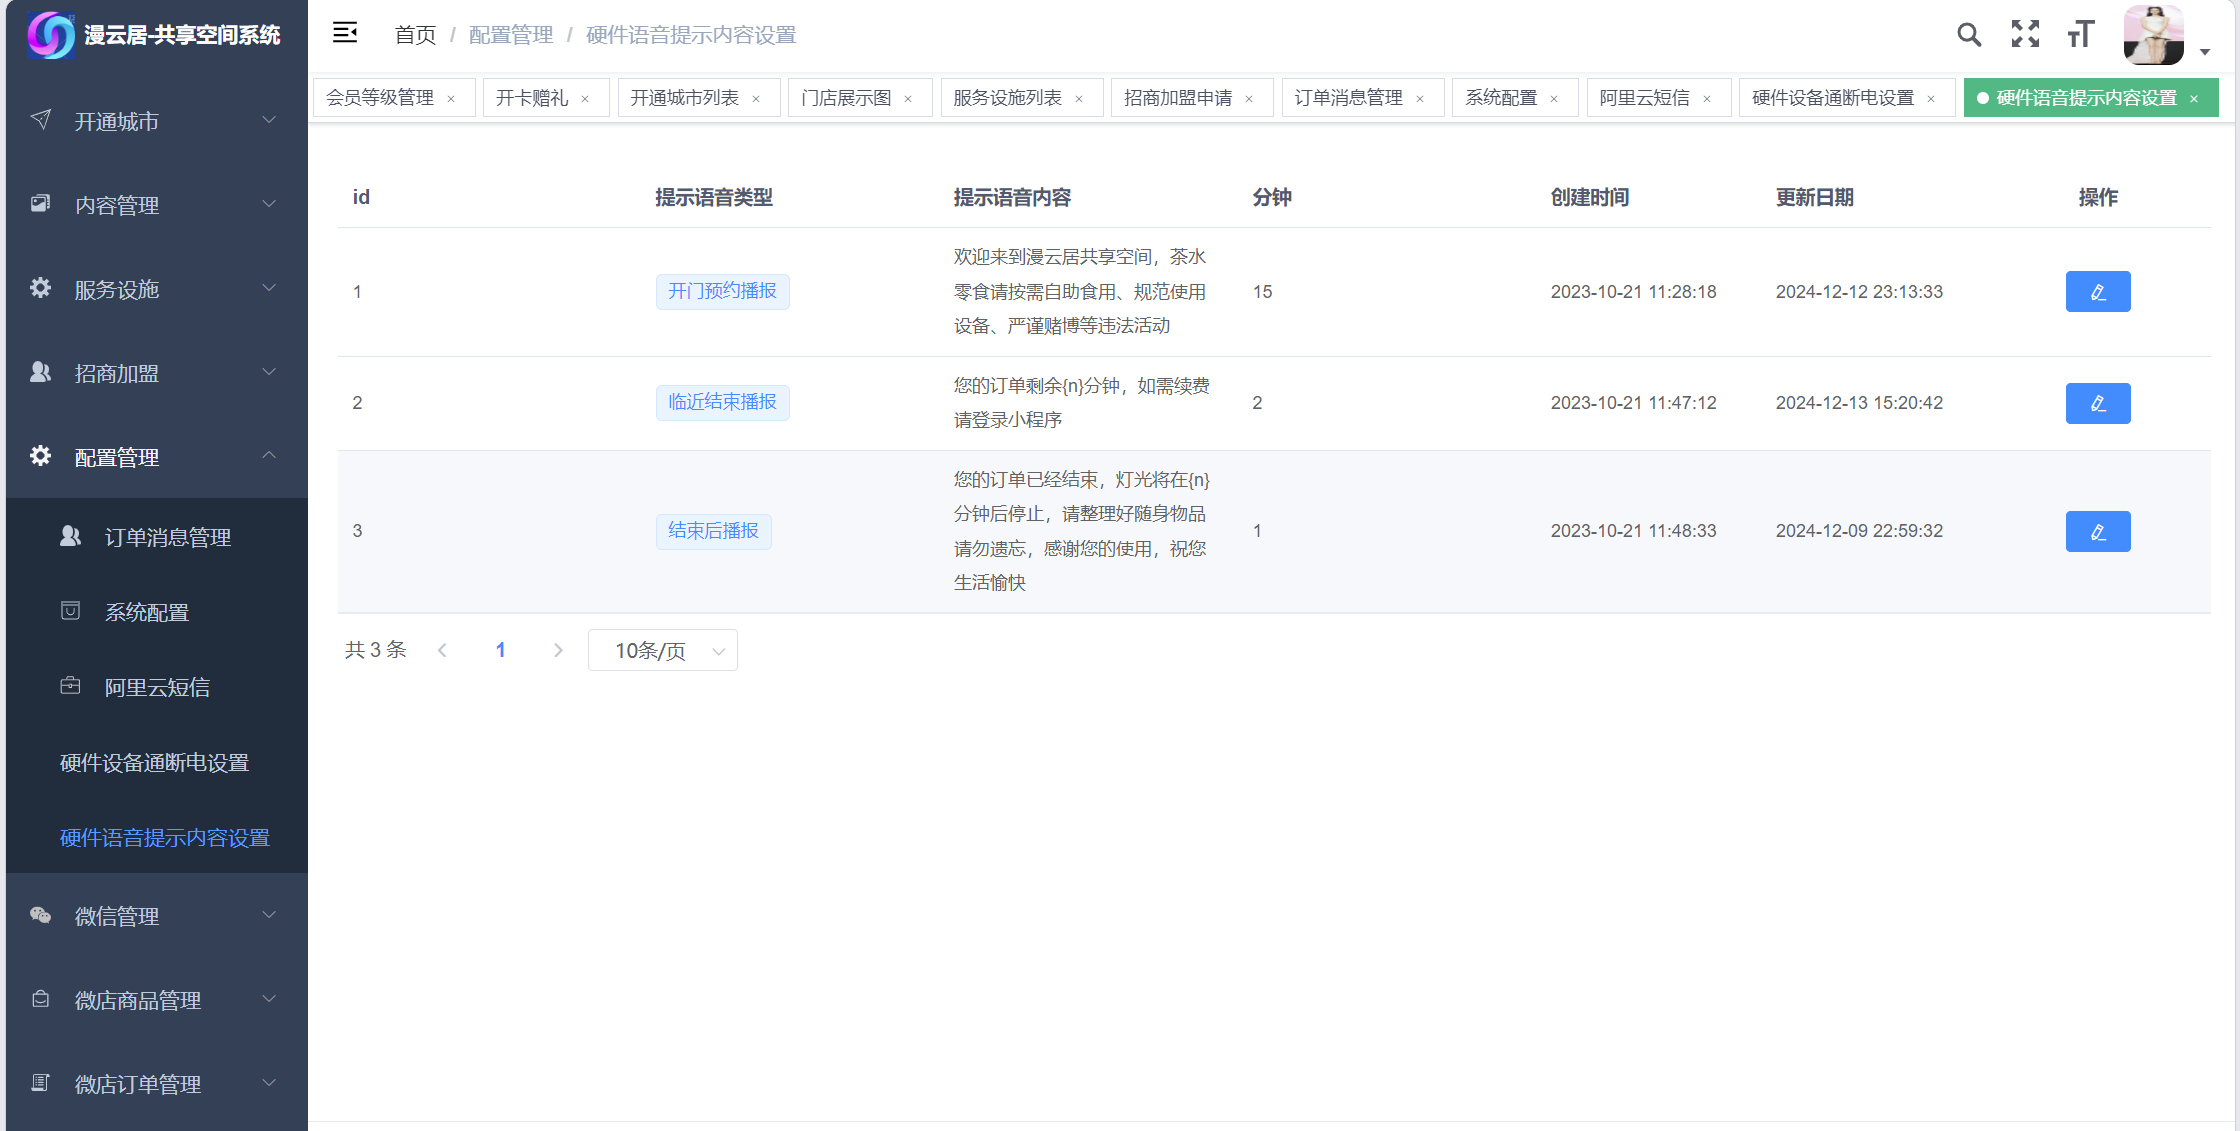 漫云居-共享空间系统
首页 / 配置管理 / 硬件语音提示内容设置
会员等级管理 × 开卡赠礼 × 开通城市列表 × 门店展示图 × 服务设施列表 × 招商加盟申请 × 订单消息管理 × 系统配置 × 阿里云短信 × 硬件设备通断电设置 × 硬件语音提示内容设置 ×
开通城市
内容管理
服务设施
招商加盟
配置管理
订单消息管理
系统配置
阿里云短信
硬件设备通断电设置
硬件语音提示内容设置
微信管理
微店商品管理
微店订单管理
id 提示语音类型 提示语音内容 分钟 创建时间 更新日期 操作
1 开门预约播报
欢迎来到漫云居共享空间，茶水
零食请按需自助食用、规范使用
设备、严谨赌博等违法活动
15 2023-10-21 11:28:18 2024-12-12 23:13:33
2 临近结束播报
您的订单剩余{n}分钟，如需续费
请登录小程序
2 2023-10-21 11:47:12 2024-12-13 15:20:42
3 结束后播报
您的订单已经结束，灯光将在{n}
分钟后停止，请整理好随身物品
请勿遗忘，感谢您的使用，祝您
生活愉快
1 2023-10-21 11:48:33 2024-12-09 22:59:32
共 3 条 1 10条/页